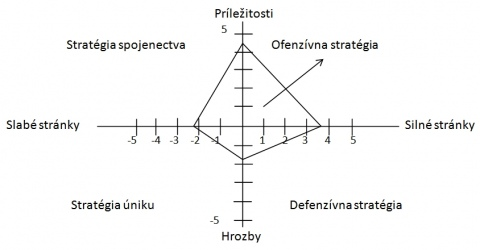 Príležitosti
5
Stratégia spojenectva
Ofenzívna stratégia
Slabé stránky
Silné stránky
-5 -4 -3 -2 -1 1 2 3 4 5
Stratégia úniku
Defenzívna stratégia
-5
Hrozby